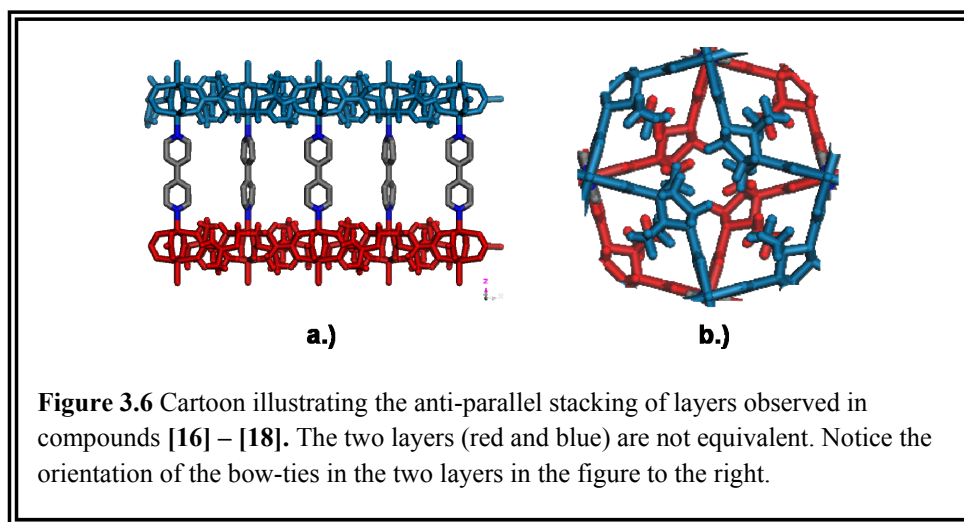 a.)
b.)
Figure 3.6 Cartoon illustrating the anti-parallel stacking of layers observed in
compounds [16] – [18]. The two layers (red and blue) are not equivalent. Notice the
orientation of the bow-ties in the two layers in the figure to the right.